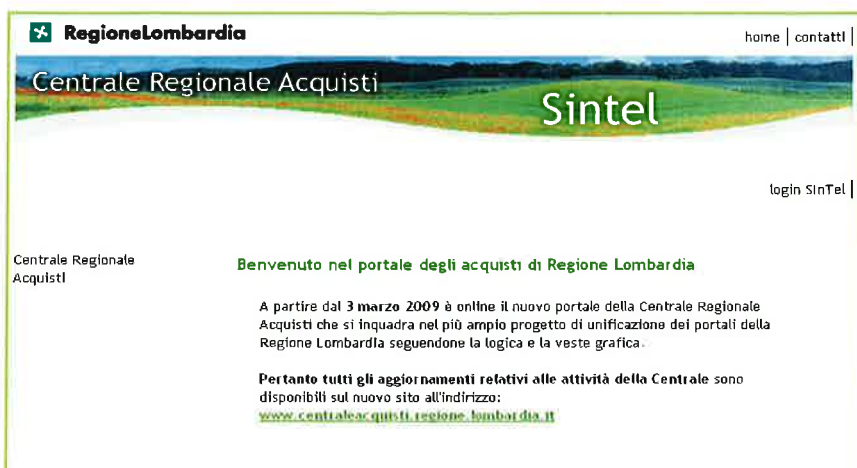 RegioneLombardia
home | contatti |
Centrale Regionale Acquisti
Sintel
login SinTel |
Centrale Regionale
Acquisti
Benvenuto nel portale degli acquisti di Regione Lombardia
A partire dal 3 marzo 2009 è online il nuovo portale della Centrale Regionale
Acquisti che si inquadra nel più ampio progetto di unificazione dei portali della
Regione Lombardia seguendone la logica e la veste grafica.
Pertanto tutti gli aggiornamenti relativi alle attività della Centrale sono
disponibili sul nuovo sito all'indirizzo:
www.centraleacquisti.regione.lombardia.it